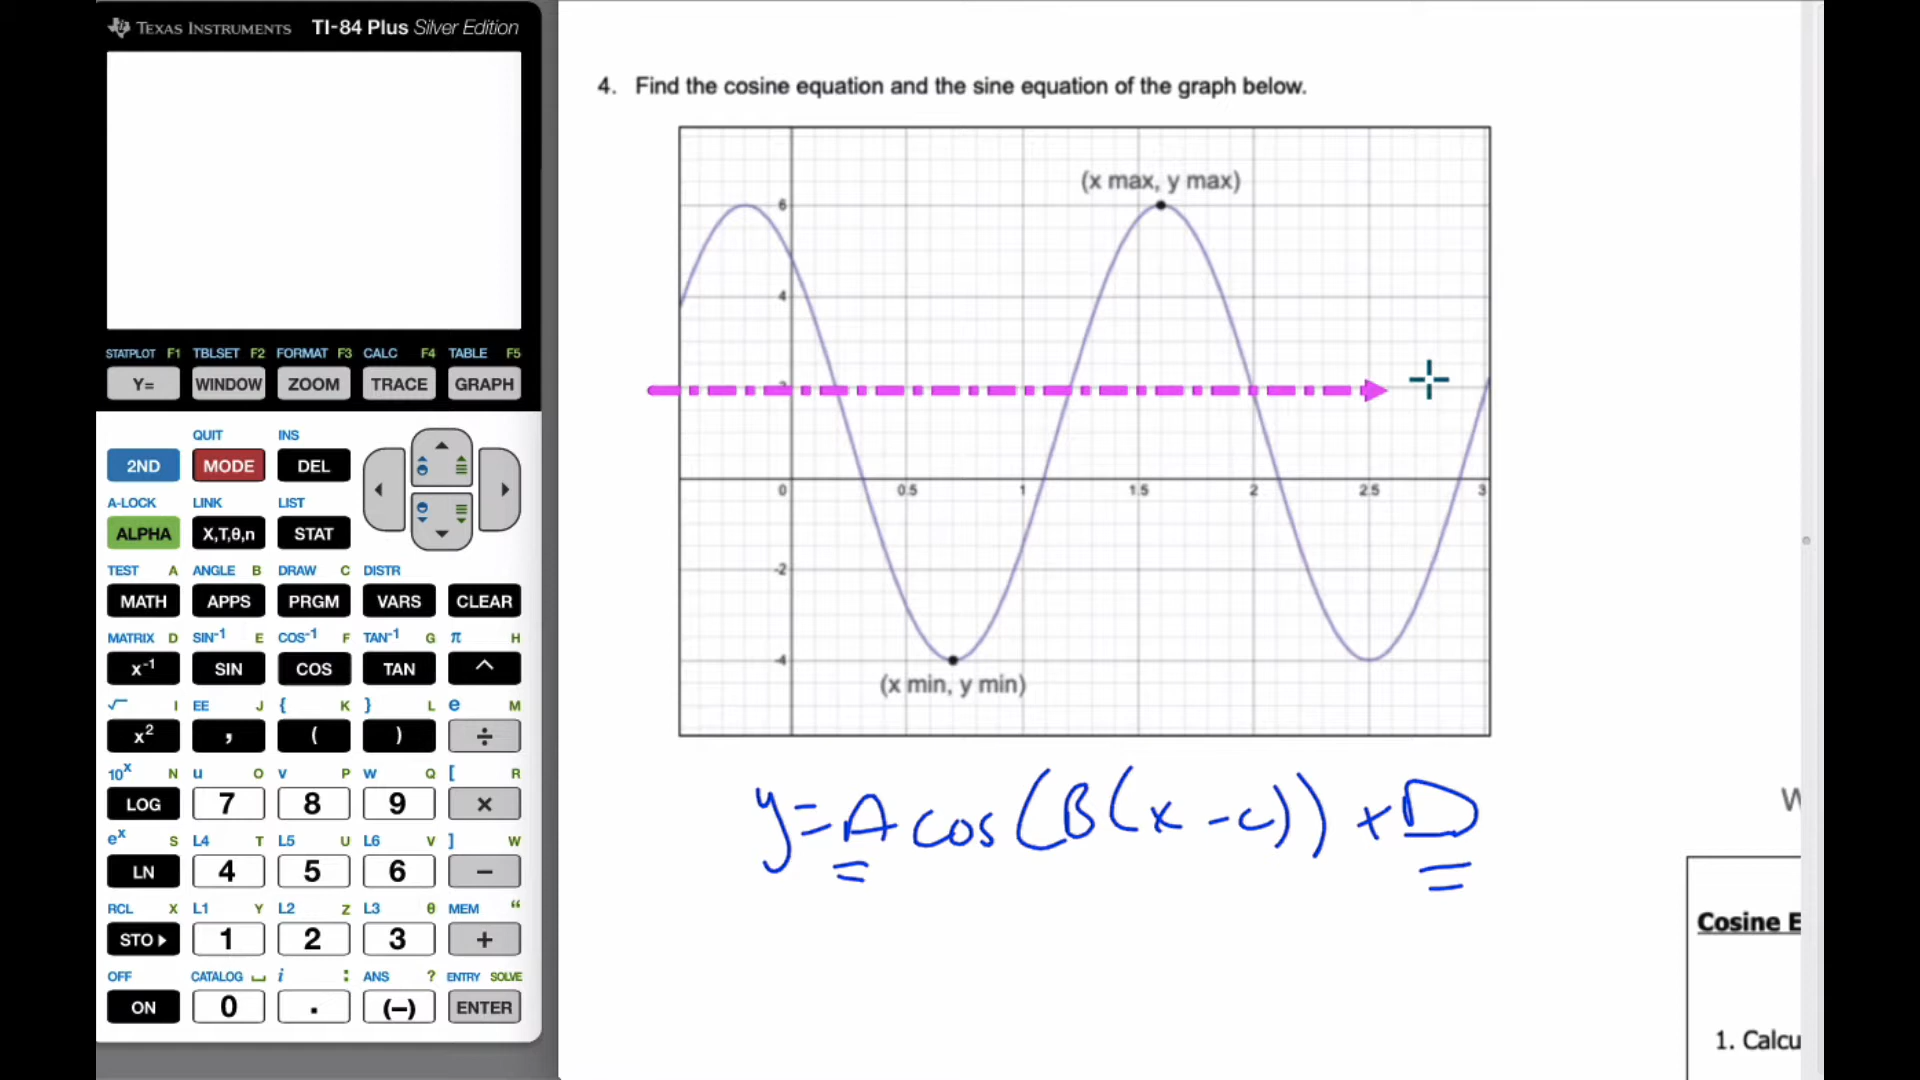 TEXAS INSTRUMENTS TI-84 Plus Silver Edition
STATPLOT F1 TBLSET F2 FORMAT F3 CALC F4 TABLE F5
Y= WINDOW ZOOM TRACE GRAPH
QUIT INS
2ND MODE DEL
A-LOCK LINK LIST
ALPHA X,T,θ,n STAT
TEST A ANGLE B DRAW C DISTR
MATH APPS PRGM VARS CLEAR
MATRIX D SIN⁻¹ E COS⁻¹ F TAN⁻¹ G π H
x⁻¹ SIN COS TAN ^
√ I EE J { K } L e M
x² , ( ) ÷
10ˣ N u O v P w Q [ R
LOG 7 8 9 ×
eˣ S L4 T L5 U L6 V ] W
LN 4 5 6 −
RCL X L1 Y L2 Z L3 θ MEM "
STO▸ 1 2 3 +
OFF CATALOG ⌴ i : ANS ? ENTRY SOLVE
ON 0 . (−) ENTER
4. Find the cosine equation and the sine equation of the graph below.
(x max, y max)
6
4
0 0.5 1 1.5 2 2.5 3
-2
-4
(x min, y min)
y = A cos(B(x - c)) + D
Cosine E
1. Calcu